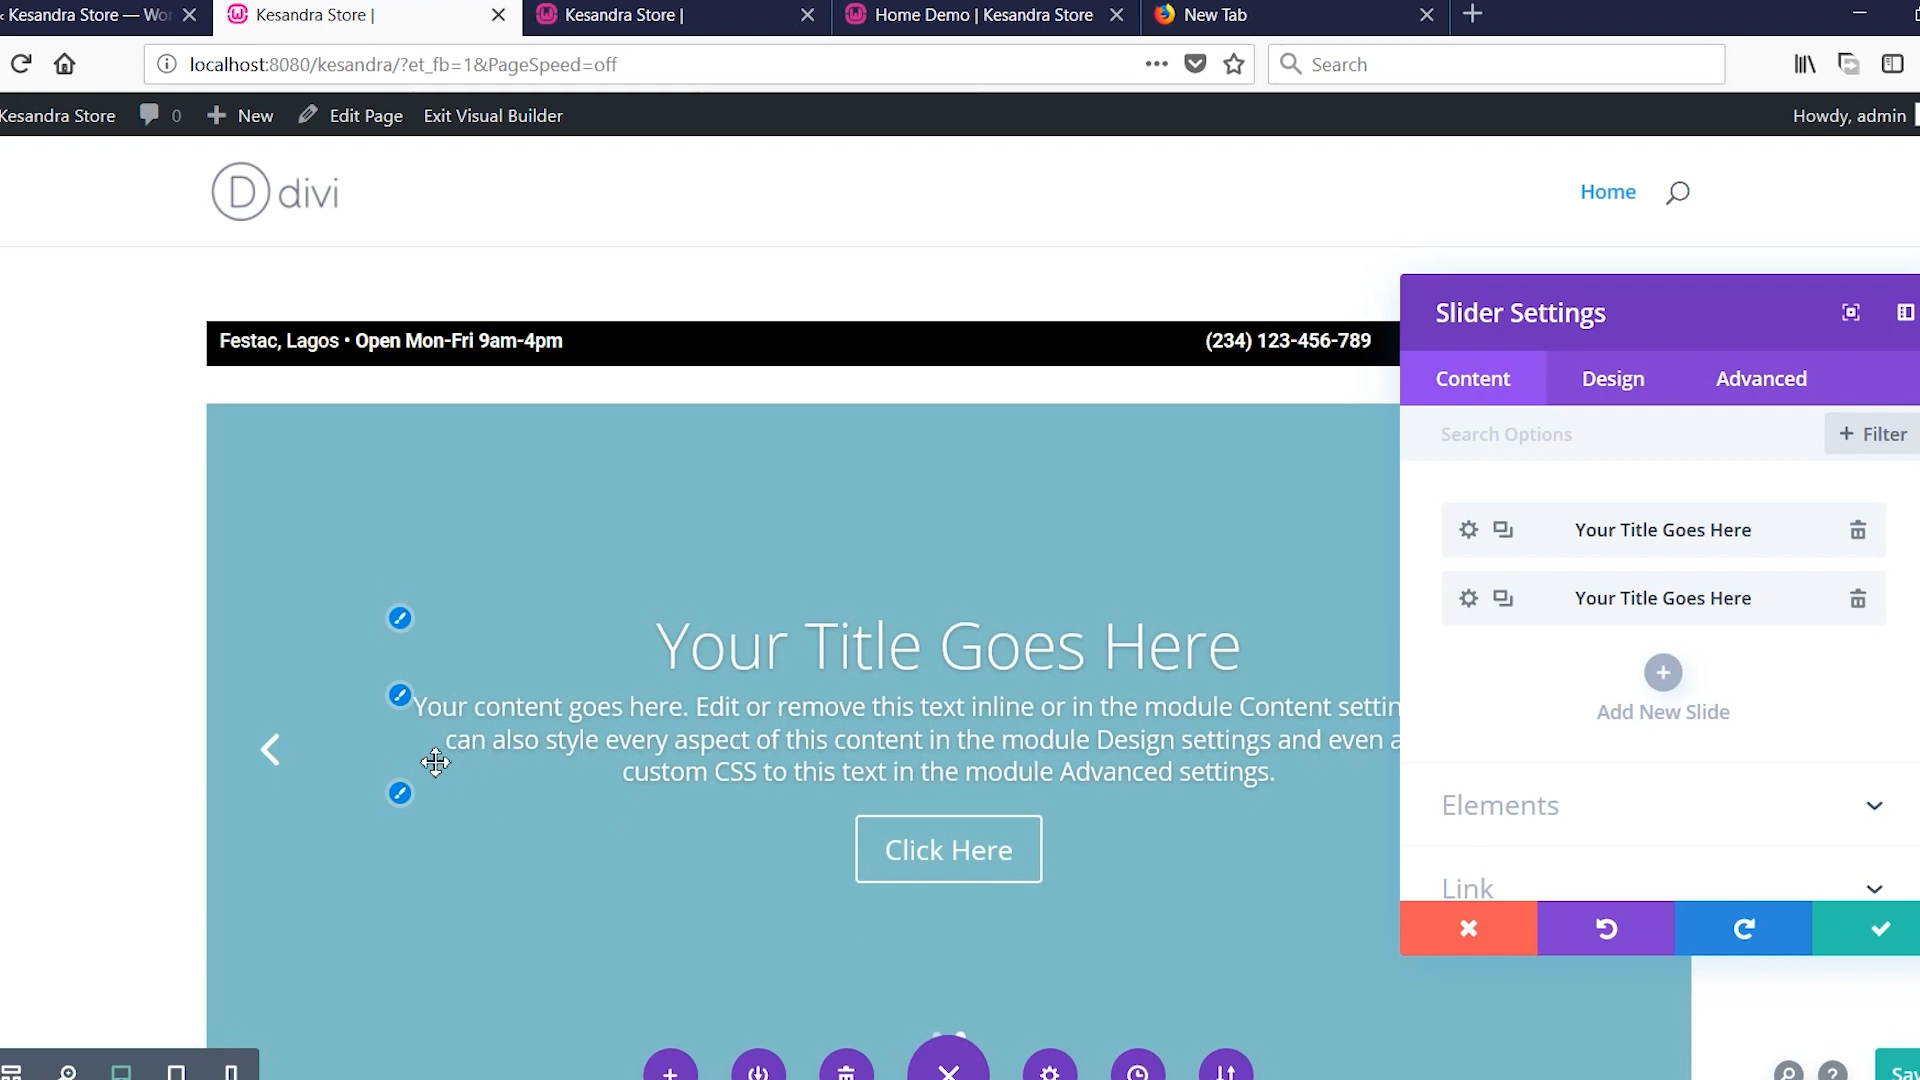 Kesandra Store — Wo
Kesandra Store |
Kesandra Store |
Home Demo | Kesandra Store
New Tab
localhost:8080/kesandra/?et_fb=1&PageSpeed=off
Search
Kesandra Store
0
New
Edit Page
Exit Visual Builder
Howdy, admin
D divi
Home
Festac, Lagos • Open Mon-Fri 9am-4pm
(234) 123-456-789
Slider Settings
Content
Design
Advanced
Search Options
+ Filter
Your Title Goes Here
Your Title Goes Here
Add New Slide
Elements
Link
Your Title Goes Here
Your content goes here. Edit or remove this text inline or in the module Content settin
can also style every aspect of this content in the module Design settings and even a
custom CSS to this text in the module Advanced settings.
Click Here
Sav